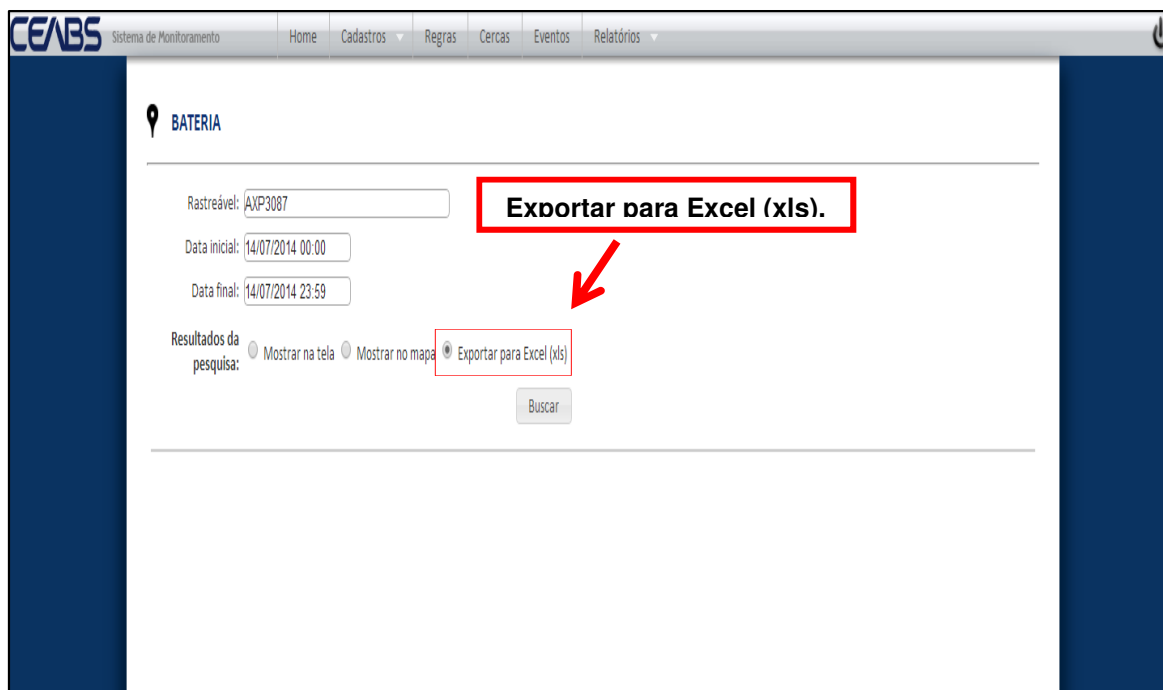 CEABS Sistema de Monitoramento Home Cadastros Regras Cercas Eventos Relatórios
BATERIA
Rastreável: AXP3087
Exportar para Excel (xls).
Data inicial: 14/07/2014 00:00
Data final: 14/07/2014 23:59
Resultados da
pesquisa: Mostrar na tela Mostrar no mapa Exportar para Excel (xls)
Buscar